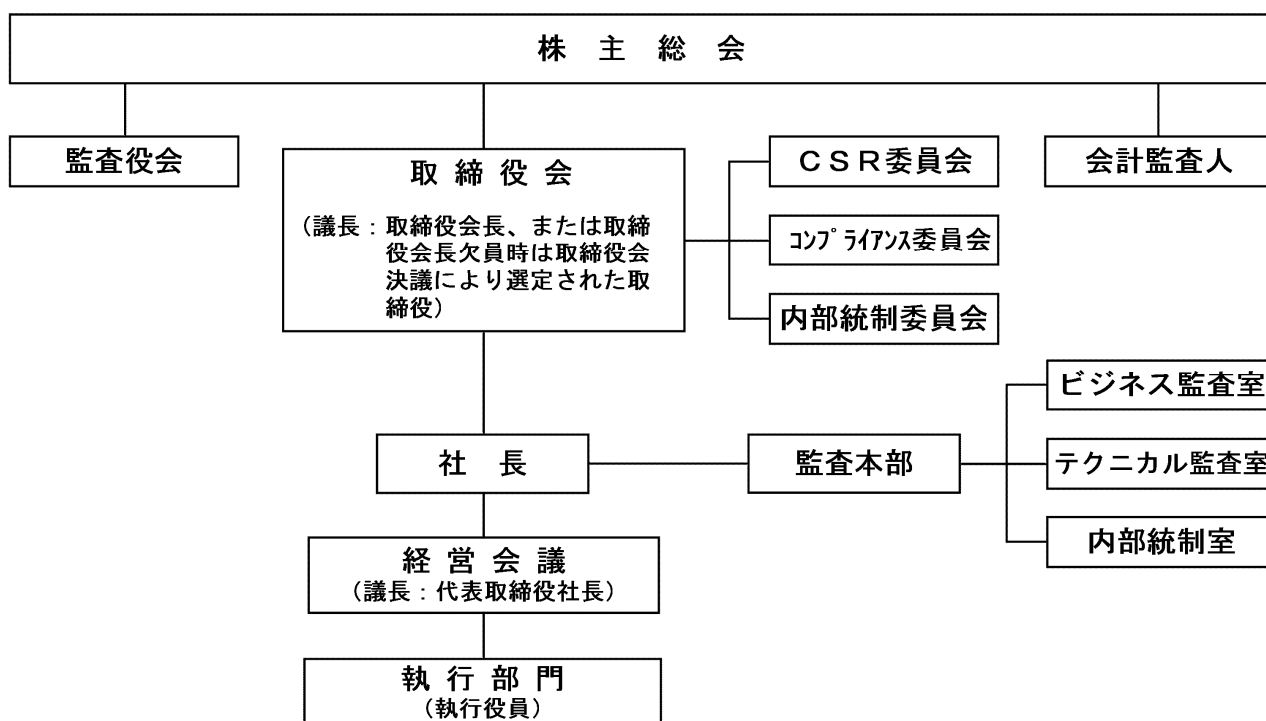 株主総会
監査役会
取締役会
(議長：取締役会長、または取締
役会長欠員時は取締役会
決議により選定された取
締役)
CSR委員会
コンプライアンス委員会
内部統制委員会
会計監査人
社長
監査本部
ビジネス監査室
テクニカル監査室
内部統制室
経営会議
(議長：代表取締役社長)
執行部門
(執行役員)